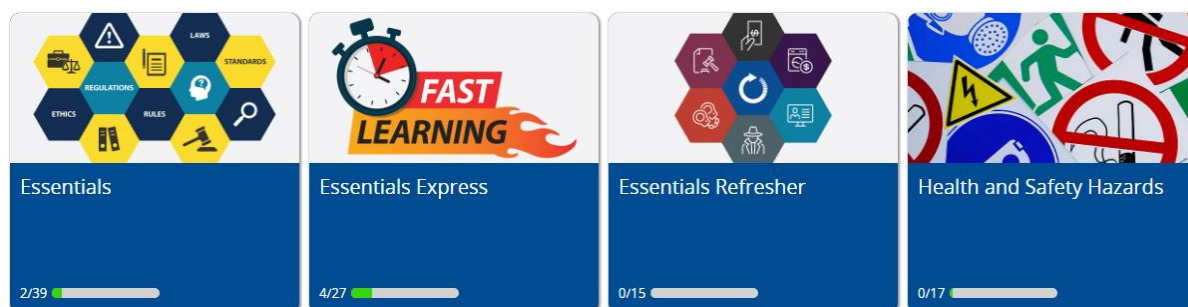 LAWS
STANDARDS
REGULATIONS
ETHICS
RULES
Essentials
2/39
FAST
LEARNING
Essentials Express
4/27
$
$
Essentials Refresher
0/15
Health and Safety Hazards
0/17